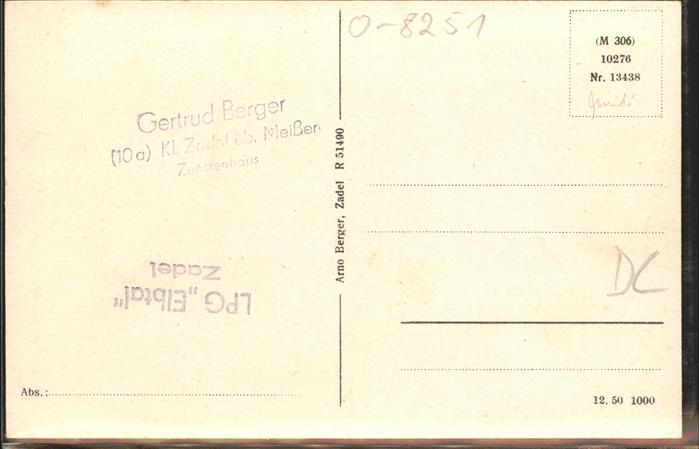 O-8251
(M 306)
10276
Nr. 13438
Gertrud Berger
(10a) Kl. Zadel üb. Meißen
Arno Berger, Zadel R 51490
LPG „Elbtal“
Zadel
DC
Abs.:
12. 50 1000